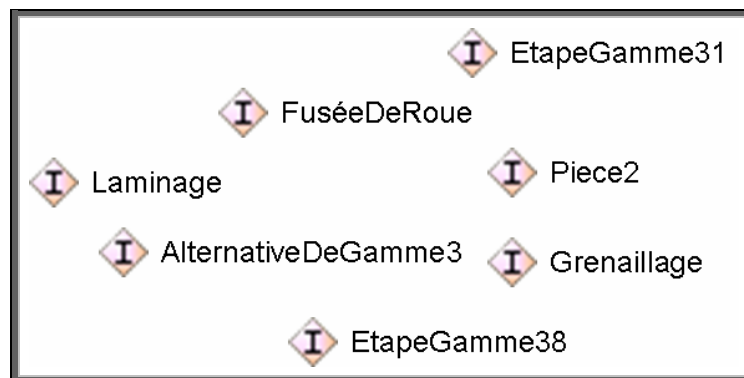 EtapeGamme31
FuséeDeRoue
Piece2
Laminage
AlternativeDeGamme3
Grenaillage
EtapeGamme38